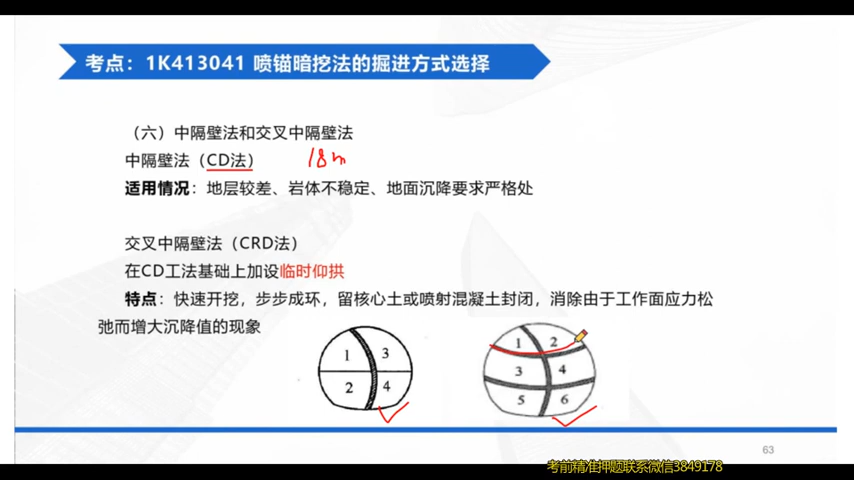 考点：1K413041 喷锚暗挖法的掘进方式选择
（六）中隔壁法和交叉中隔壁法
中隔壁法（CD法） 18m
适用情况：地层较差、岩体不稳定、地面沉降要求严格处
交叉中隔壁法（CRD法）
在CD工法基础上加设临时仰拱
特点：快速开挖，步步成环，留核心土或喷射混凝土封闭，消除由于工作面应力松
弛而增大沉降值的现象
1 3
2 4
1 2
3 4
5 6
63
考前精准押题联系微信3849178